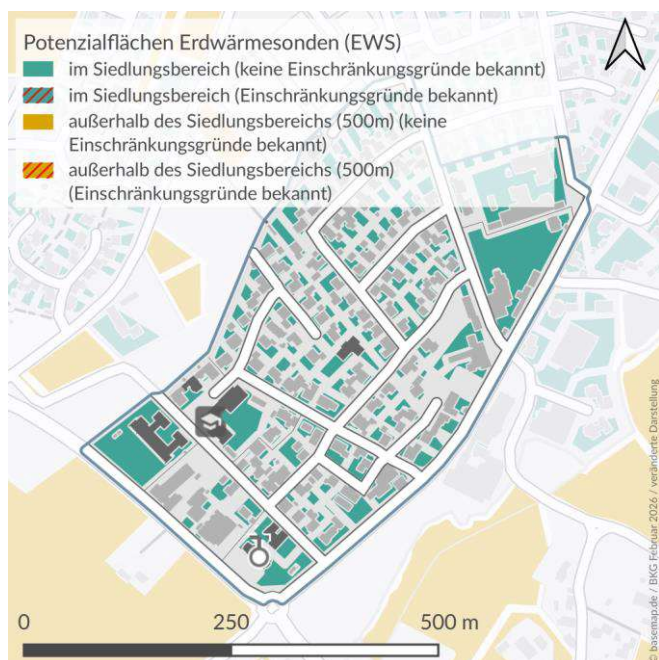 Potenzialflächen Erdwärmesonden (EWS)
im Siedlungsbereich (keine Einschränkungsgründe bekannt)
im Siedlungsbereich (Einschränkungsgründe bekannt)
außerhalb des Siedlungsbereichs (500m) (keine
Einschränkungsgründe bekannt)
außerhalb des Siedlungsbereichs (500m)
(Einschränkungsgründe bekannt)
0 250 500 m
© basemap.de / BKG Februar 2026 / veränderte Darstellung